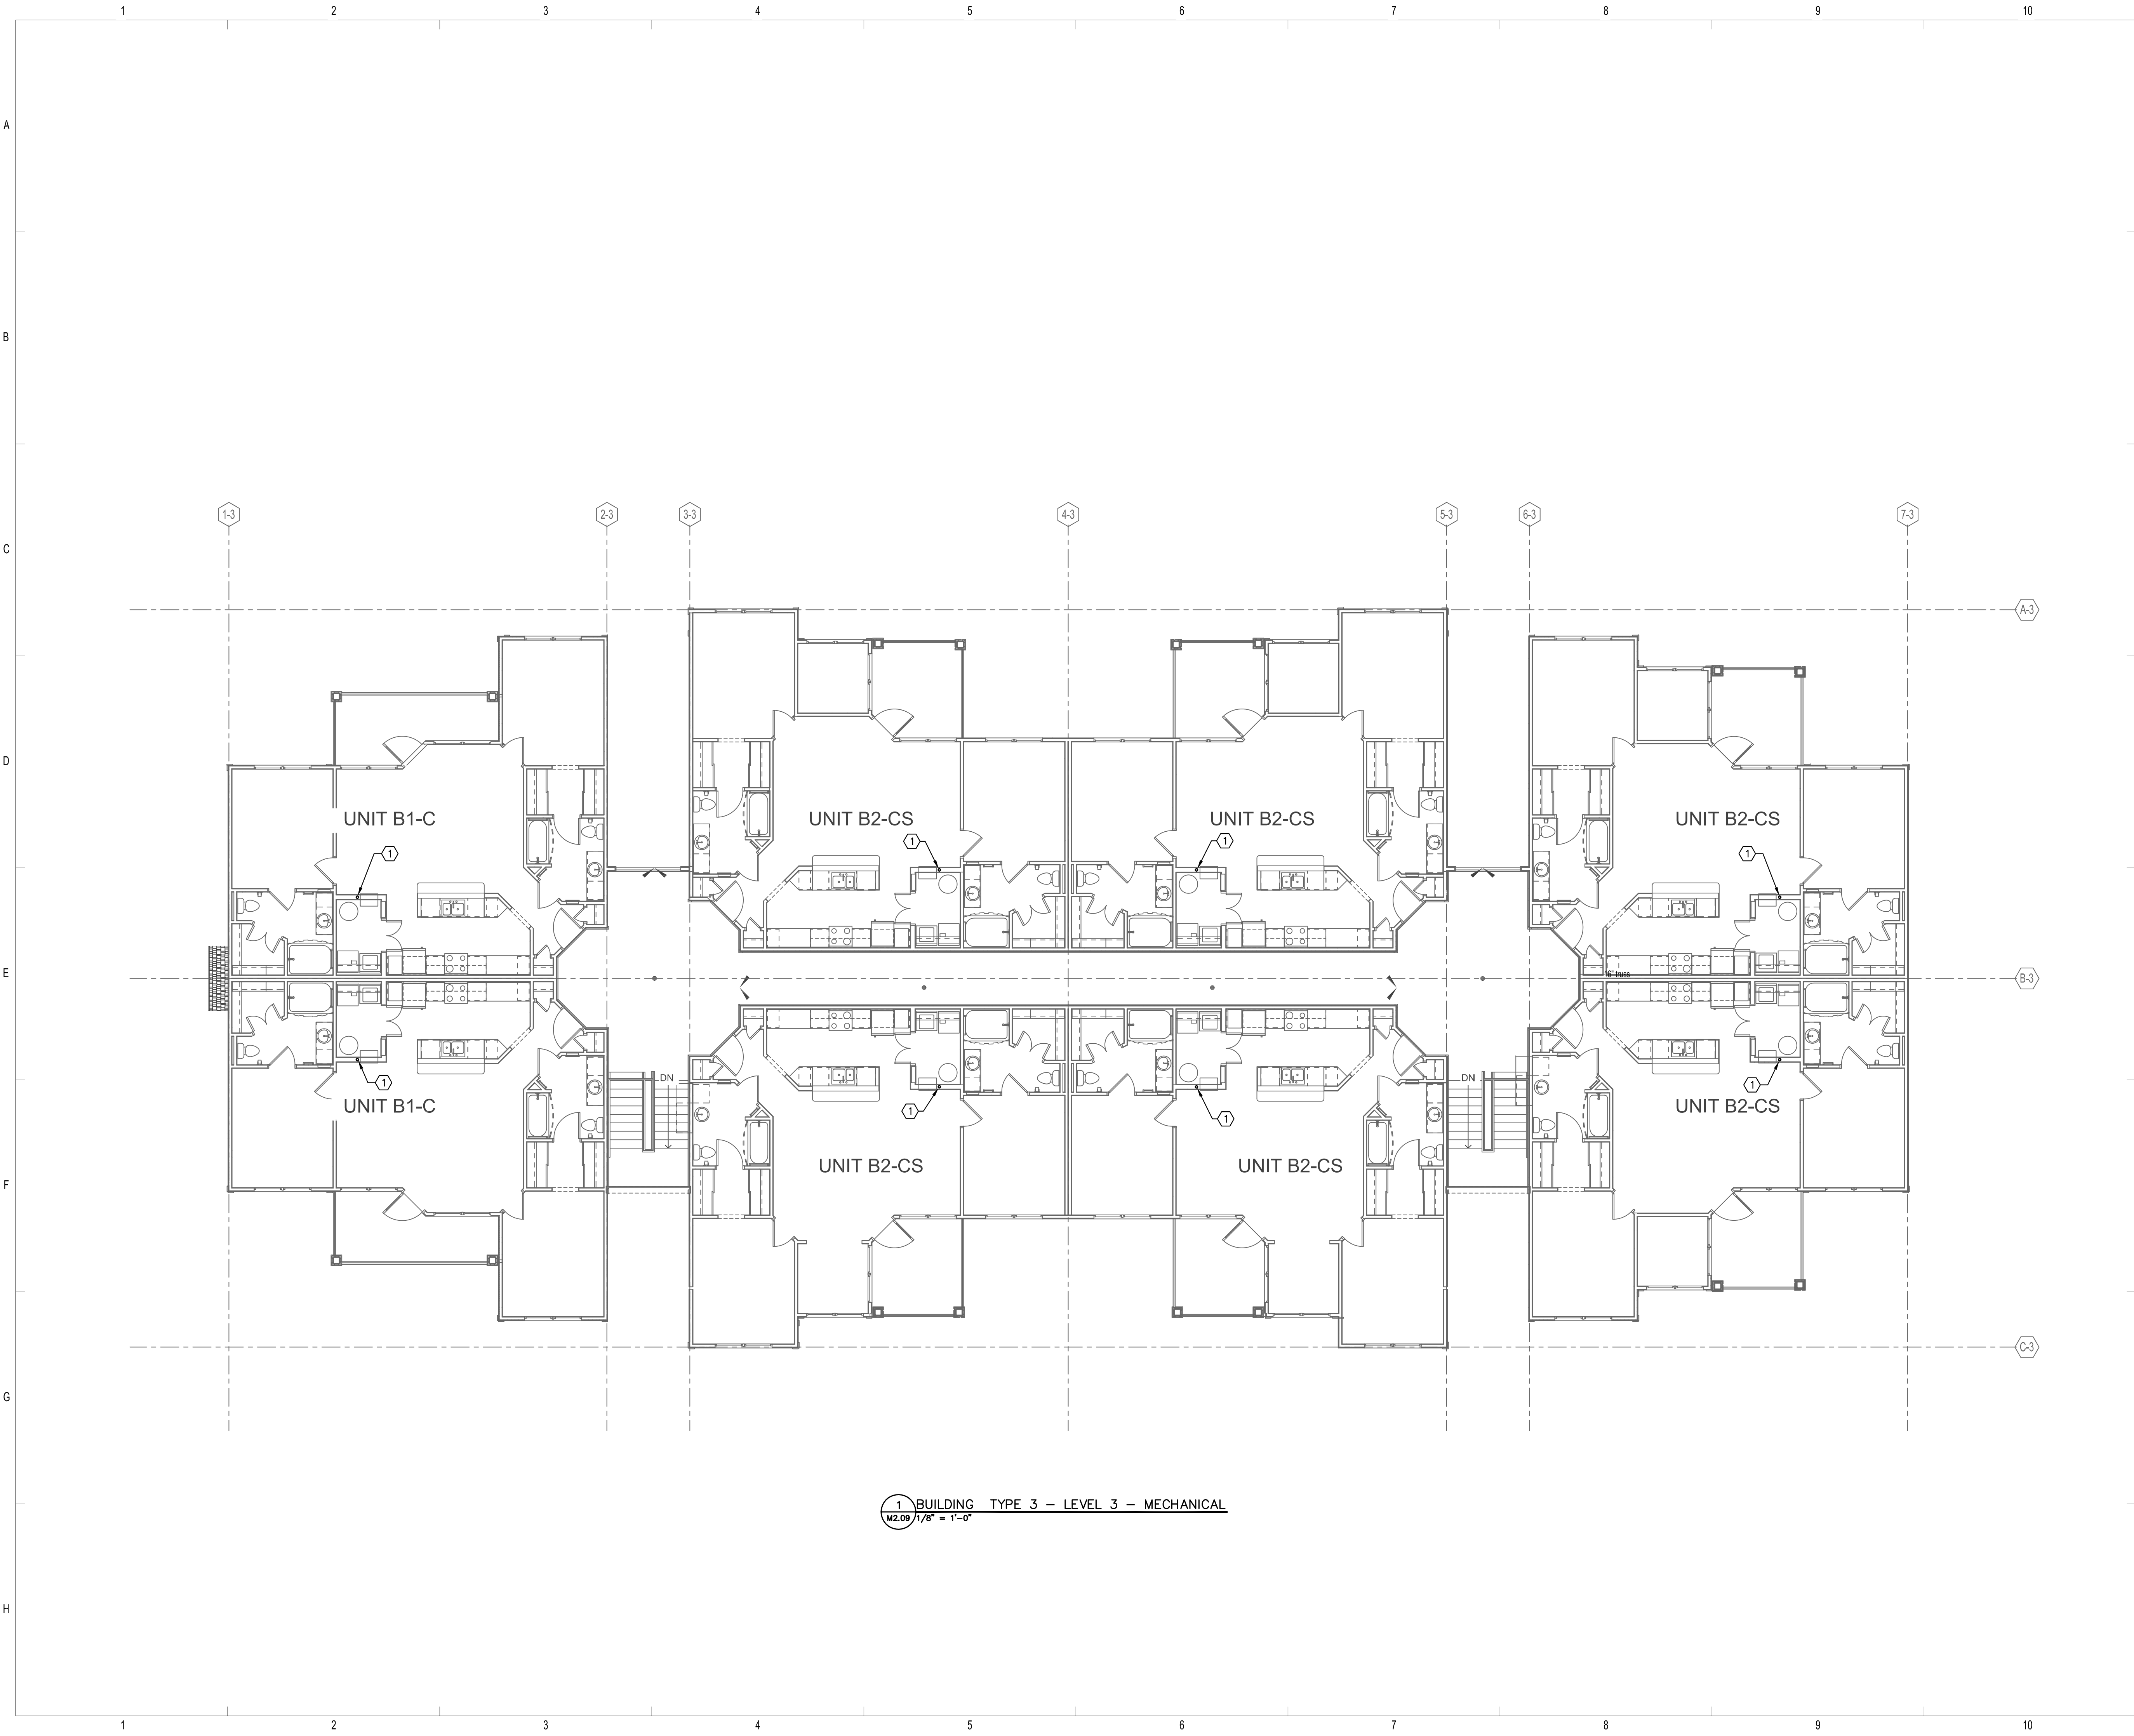 1 2 3 4 5 6 7 8 9 10
A
B
C
D
E
F
G
H
1-3 2-3 3-3 4-3 5-3 6-3 7-3
A-3
UNIT B1-C UNIT B2-CS UNIT B2-CS UNIT B2-CS
1 1 1 1
16" truss
B-3
1 1 1 1
DN DN
UNIT B1-C UNIT B2-CS
UNIT B2-CS UNIT B2-CS
C-3
1 BUILDING TYPE 3 – LEVEL 3 – MECHANICAL
M2.09 1/8" = 1'-0"
1 2 3 4 5 6 7 8 9 10